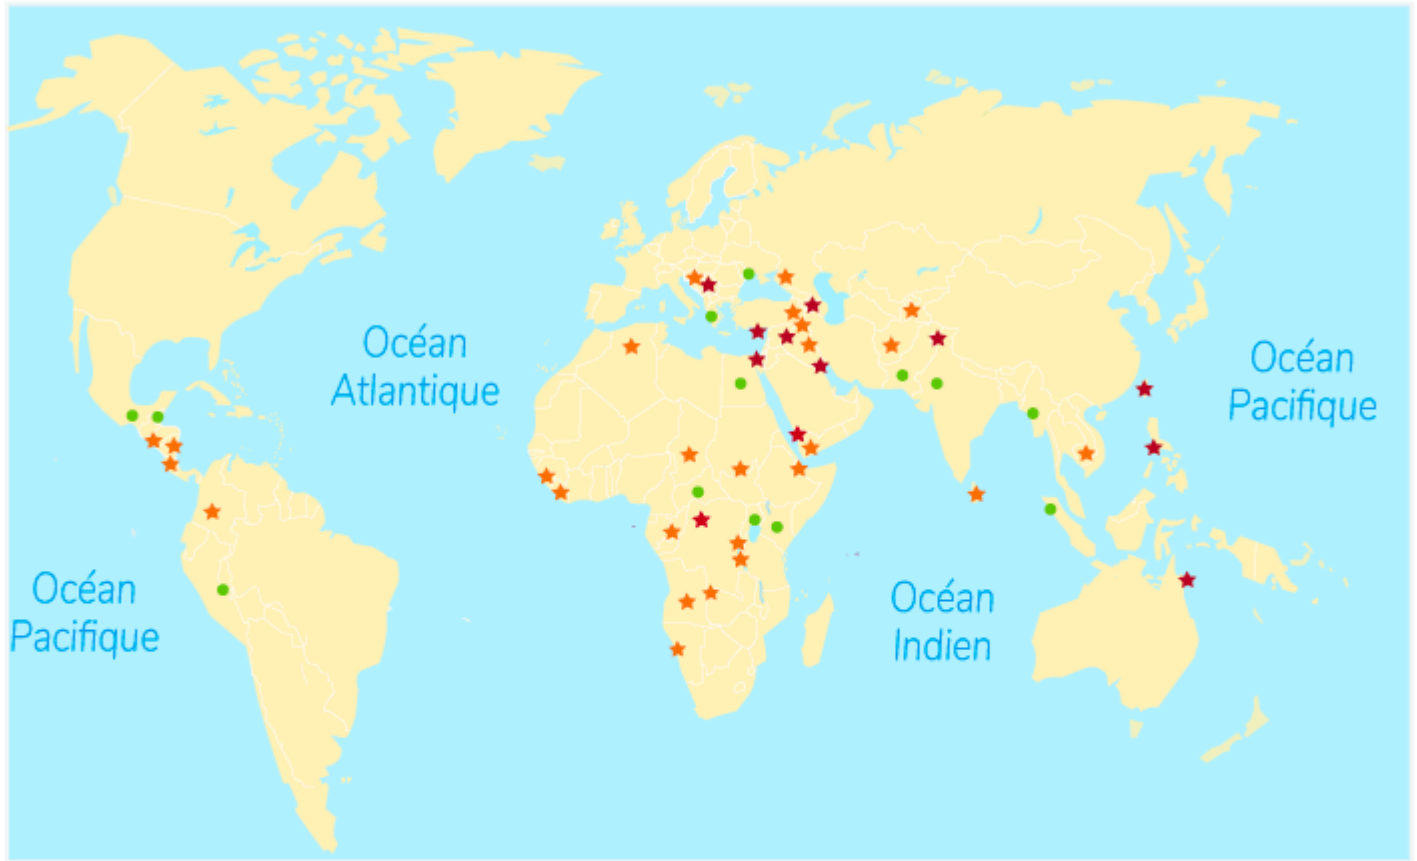 Océan
Atlantique
Océan
Pacifique
Océan
Pacifique
Océan
Indien